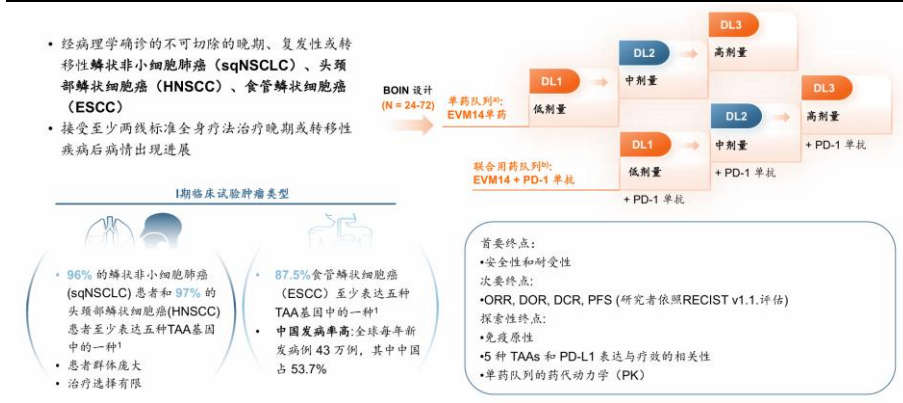 • 经病理学确诊的不可切除的晚期、复发性或转
移性鳞状非小细胞肺癌（sqNSCLC）、头颈
部鳞状细胞癌（HNSCC）、食管鳞状细胞癌
（ESCC）
• 接受至少两线标准全身疗法治疗晚期或转移性
疾病后病情出现进展
BOIN 设计
(N = 24-72)
单药队列a):
EVM14单药
DL1
低剂量
DL2
中剂量
DL3
高剂量
联合用药队列b):
EVM14 + PD-1 单抗
DL1
低剂量
+ PD-1 单抗
DL2
中剂量
+ PD-1 单抗
DL3
高剂量
+ PD-1 单抗
I期临床试验肿瘤类型
• 96% 的鳞状非小细胞肺癌
(sqNSCLC) 患者和 97% 的
头颈部鳞状细胞癌(HNSCC)
患者至少表达五种TAA基因
中的一种1
• 患者群体庞大
• 治疗选择有限
• 87.5%食管鳞状细胞癌
（ESCC）至少表达五种
TAA基因中的一种1
• 中国发病率高:全球每年新
发病例 43 万例，其中中国
占 53.7%
首要终点：
•安全性和耐受性
次要终点:
•ORR, DOR, DCR, PFS (研究者依照RECIST v1.1.评估)
探索性终点:
•免疫原性
•5 种 TAAs 和 PD-L1 表达与疗效的相关性
•单药队列的药代动力学（PK）